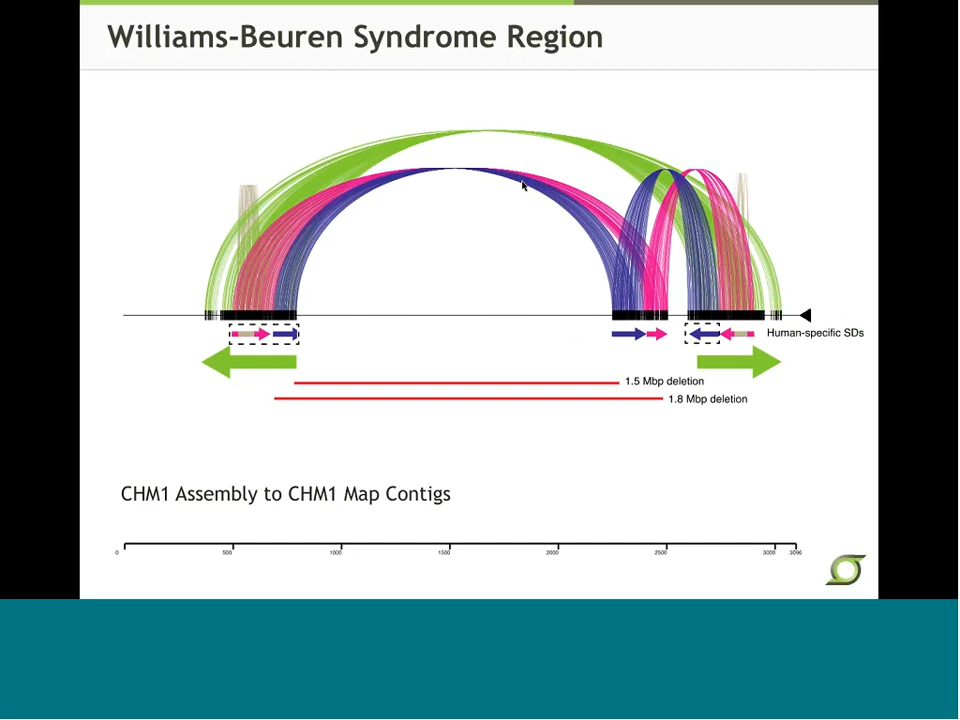 Williams-Beuren Syndrome Region
Human-specific SDs
1.5 Mbp deletion
1.8 Mbp deletion
CHM1 Assembly to CHM1 Map Contigs
0 500 1000 1500 2000 2500 3000 3096